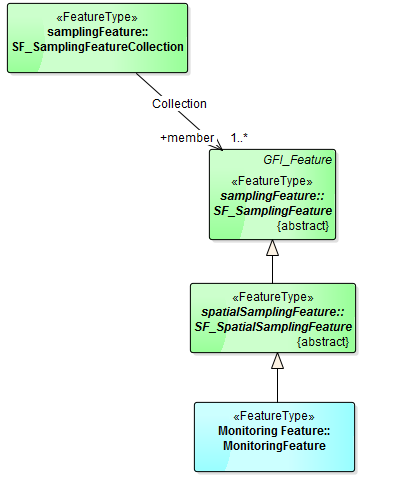 «FeatureType»
samplingFeature::
SF_SamplingFeatureCollection
Collection
+member 1..*
GFI_Feature
«FeatureType»
samplingFeature::
SF_SamplingFeature
{abstract}
«FeatureType»
spatialSamplingFeature::
SF_SpatialSamplingFeature
{abstract}
«FeatureType»
Monitoring Feature::
MonitoringFeature